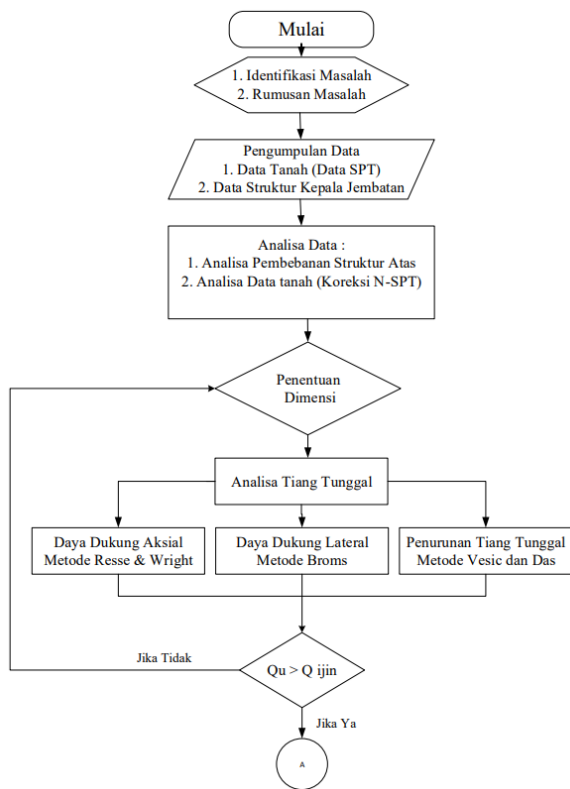 Mulai
1. Identifikasi Masalah
2. Rumusan Masalah
Pengumpulan Data
1. Data Tanah (Data SPT)
2. Data Struktur Kepala Jembatan
Analisa Data :
1. Analisa Pembebanan Struktur Atas
2. Analisa Data tanah (Koreksi N-SPT)
Penentuan
Dimensi
Analisa Tiang Tunggal
Daya Dukung Aksial
Metode Resse & Wright
Daya Dukung Lateral
Metode Broms
Penurunan Tiang Tunggal
Metode Vesic dan Das
Jika Tidak
Qu > Q ijin
Jika Ya
A